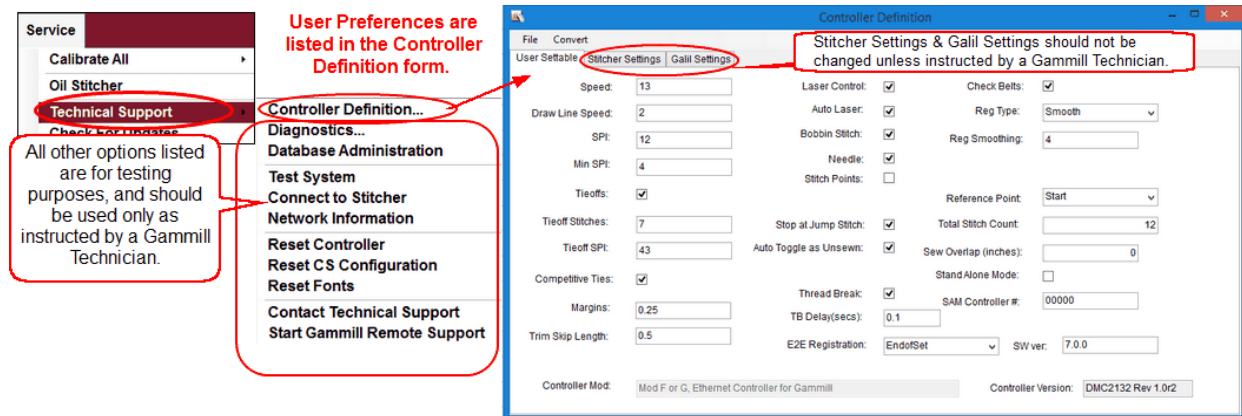 Service
Calibrate All
Oil Stitcher
Technical Support
Check For Updates
All other options listed
are for testing
purposes, and should
be used only as
instructed by a Gammill
Technician.
User Preferences are
listed in the Controller
Definition form.
Controller Definition...
Diagnostics...
Database Administration
Test System
Connect to Stitcher
Network Information
Reset Controller
Reset CS Configuration
Reset Fonts
Contact Technical Support
Start Gammill Remote Support
Controller Definition
File Convert
User Settable Stitcher Settings Galil Settings
Stitcher Settings & Galil Settings should not be
changed unless instructed by a Gammill Technician.
Speed: 13
Draw Line Speed: 2
SPI: 12
Min SPI: 4
Tieoffs:
Tieoff Stitches: 7
Tieoff SPI: 43
Competitive Ties:
Margins: 0.25
Trim Skip Length: 0.5
Laser Control:
Auto Laser:
Bobbin Stitch:
Needle:
Stitch Points:
Stop at Jump Stitch:
Auto Toggle as Unsewn:
Thread Break:
TB Delay(secs): 0.1
E2E Registration: EndofSet
Check Belts:
Reg Type: Smooth
Reg Smoothing: 4
Reference Point: Start
Total Stitch Count: 12
Sew Overlap (inches): 0
Stand Alone Mode:
SAM Controller #: 00000
SW ver: 7.0.0
Controller Mod: Mod F or G, Ethernet Controller for Gammill
Controller Version: DMC2132 Rev 1.0r2